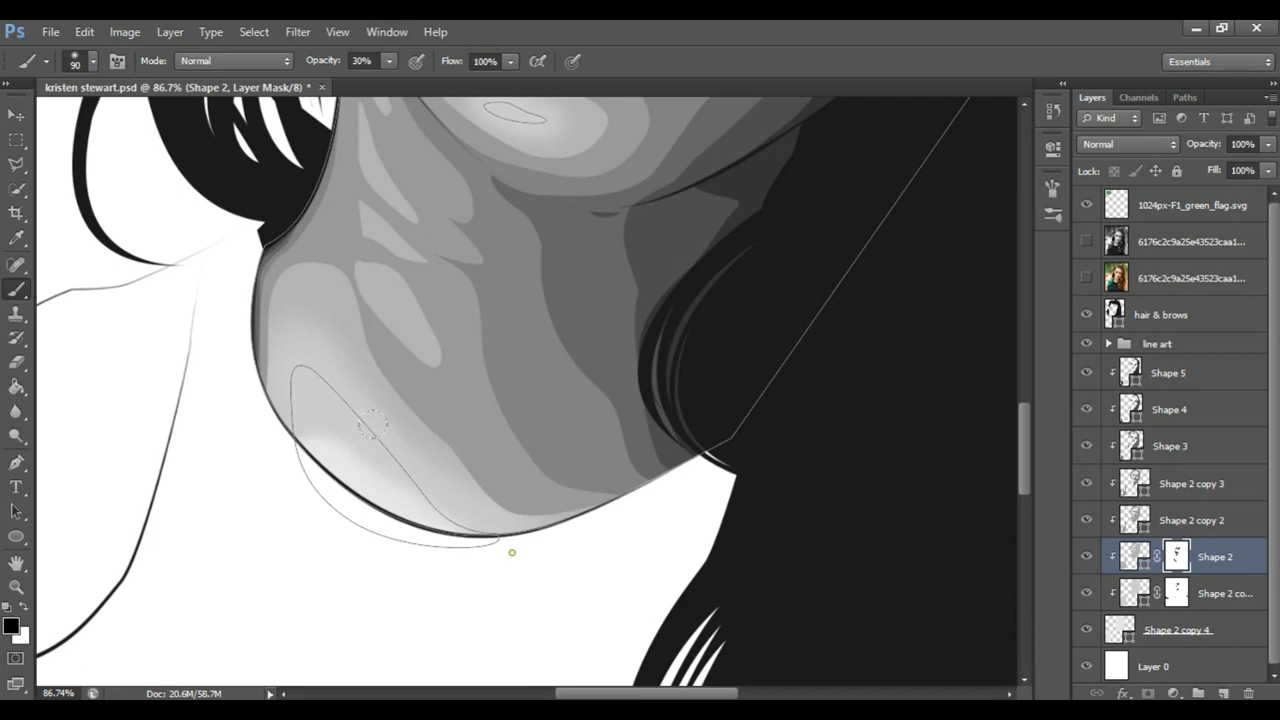 Ps File Edit Image Layer Type Select Filter View Window Help
90 Mode: Normal Opacity: 30% Flow: 100% Essentials
kristen stewart.psd @ 86.7% (Shape 2, Layer Mask/8) * ×
Layers Channels Paths
Kind
Normal Opacity: 100%
Lock: Fill: 100%
1024px-F1_green_flag.svg
6176c2c9a25e43523caa1...
6176c2c9a25e43523caa1...
hair & brows
line art
Shape 5
Shape 4
Shape 3
Shape 2 copy 3
Shape 2 copy 2
Shape 2
Shape 2 co...
Shape 2 copy 4
Layer 0
T
86.74% Doc: 20.6M/58.7M
fx